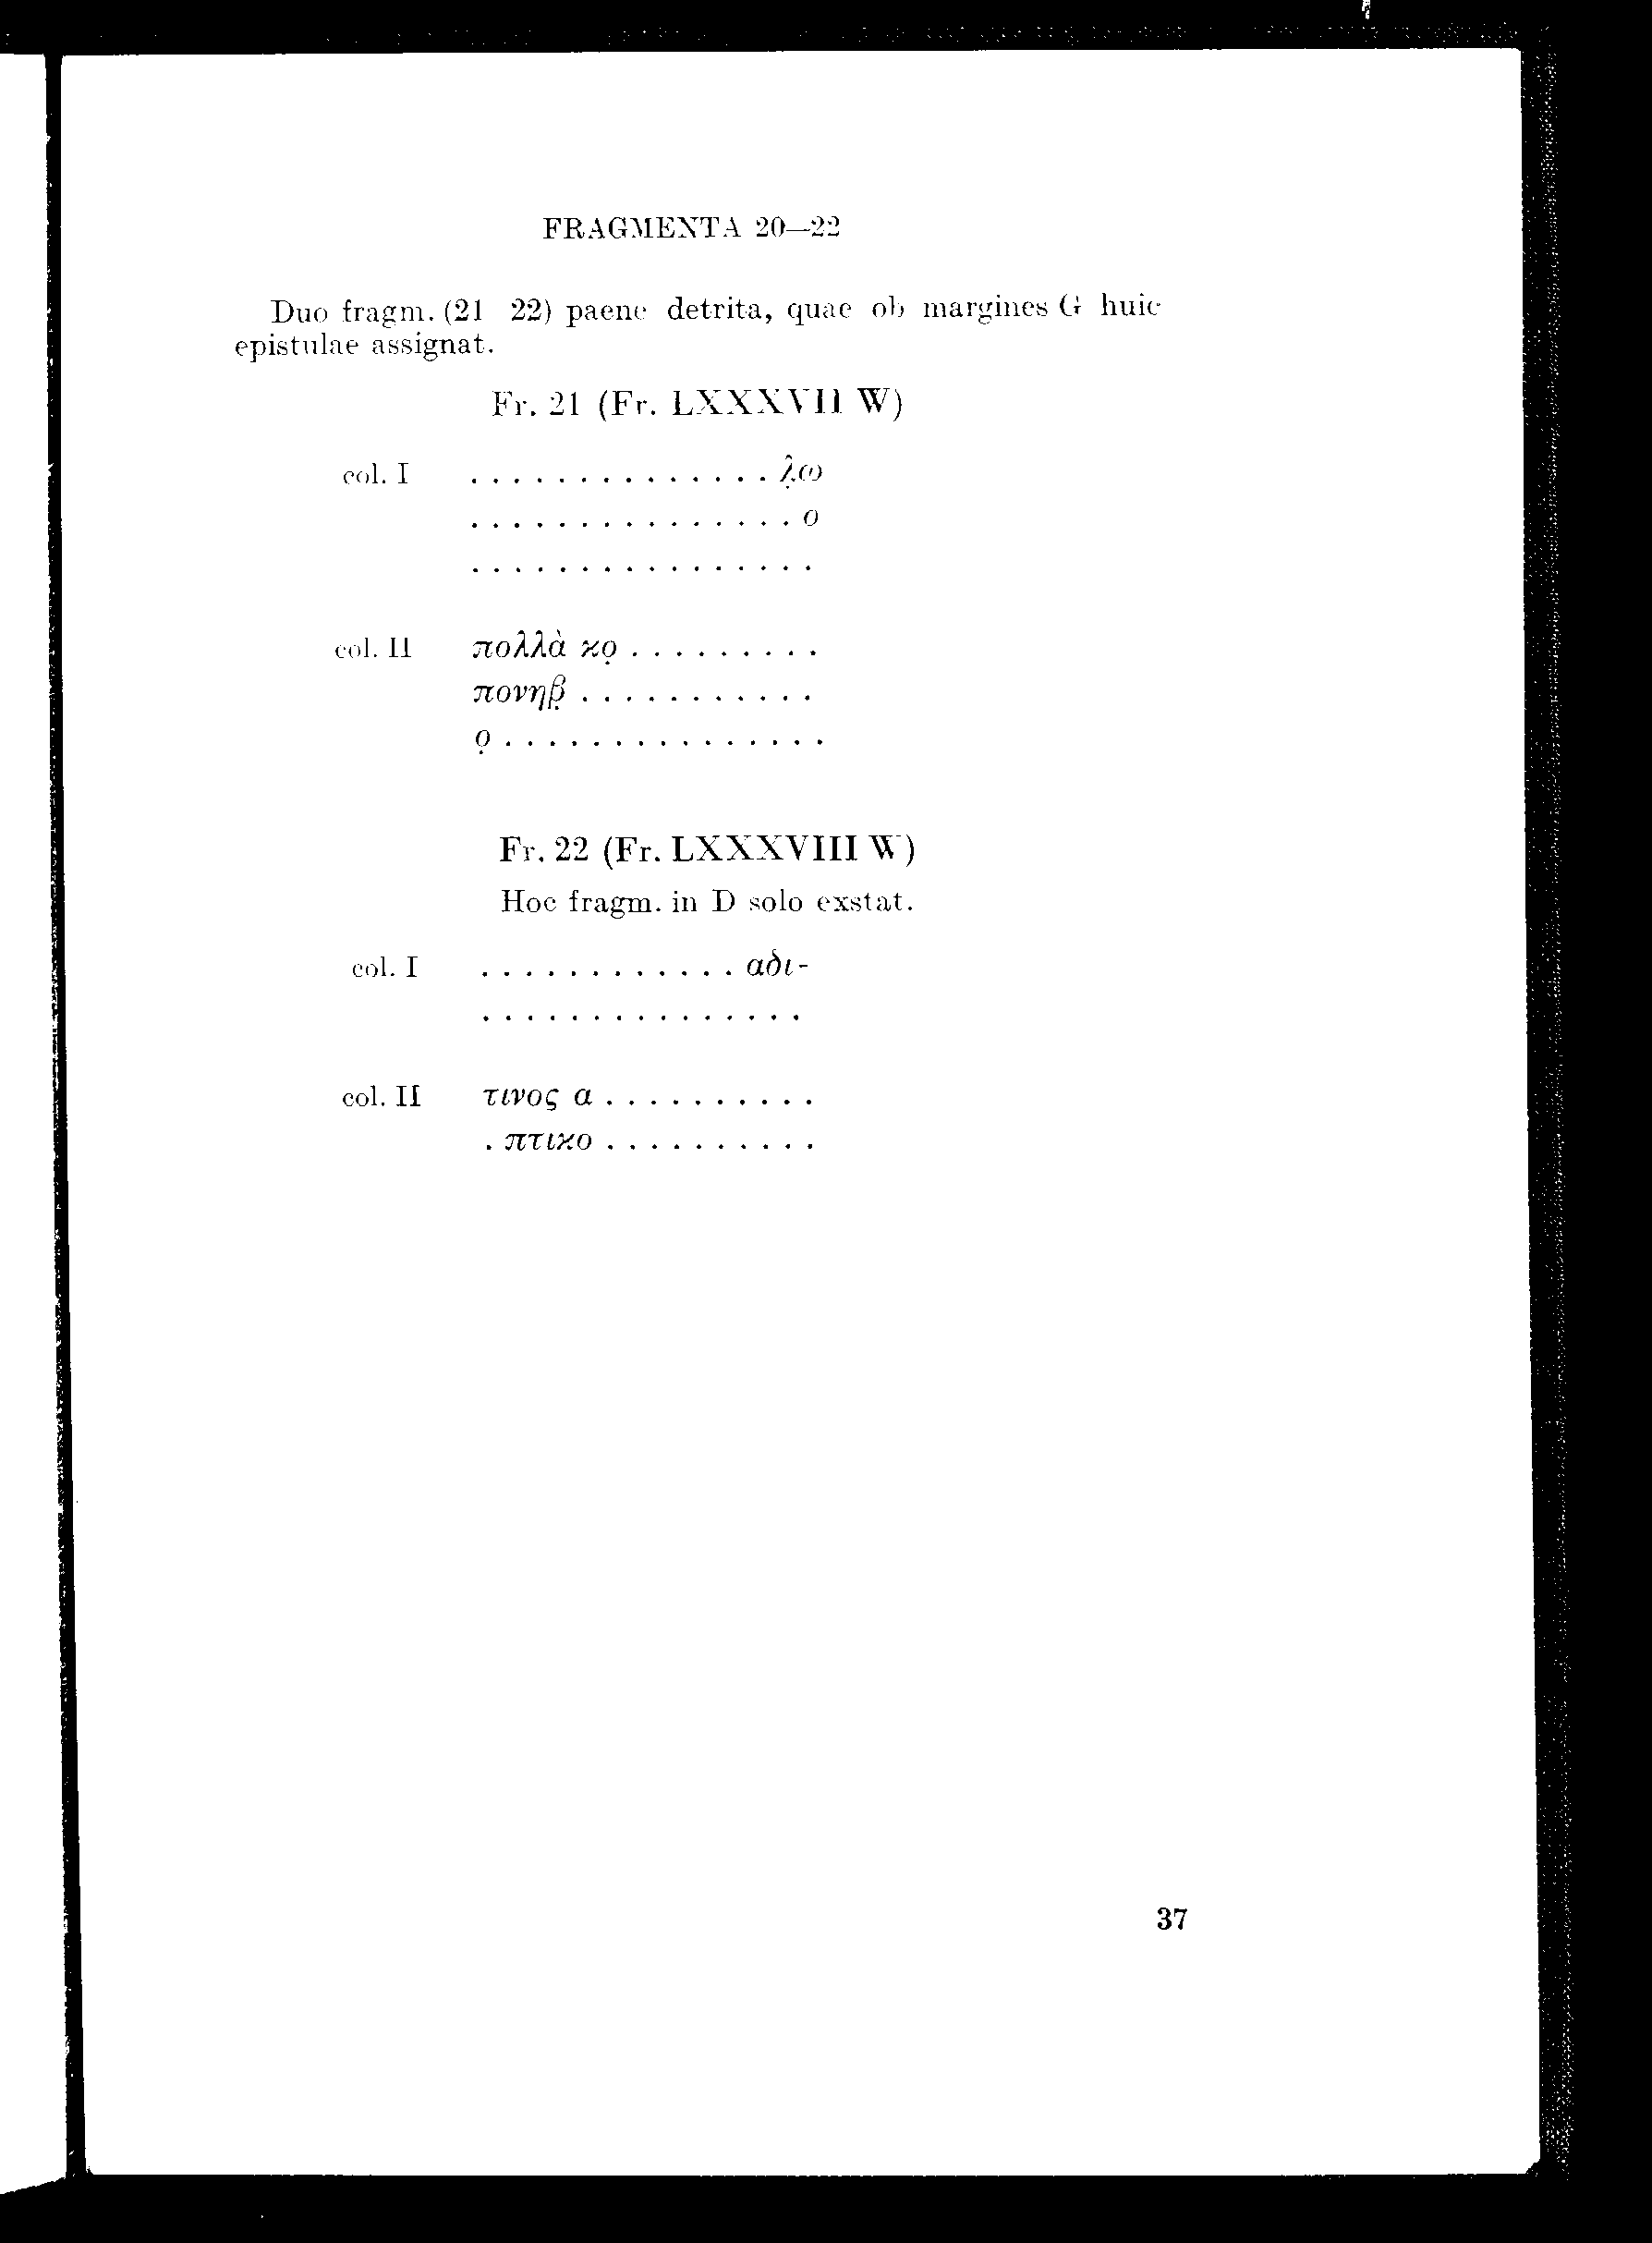 FRAGMENTA 20—22
Duo fragm. (21 22) paene detrita, quae ob margines G huic
epistulae assignat.
Fr. 21 (Fr. LXXXVII W)
col. I . . . . . . . . . . . . . . λ̣ω
. . . . . . . . . . . . . . . ο
. . . . . . . . . . . . . . . .
col. II πολλὰ κο̣ . . . . . . . . .
πονηβ̣ . . . . . . . . . . .
ο̣ . . . . . . . . . . . . . . .
Fr. 22 (Fr. LXXXVIII W)
Hoc fragm. in D solo exstat.
col. I . . . . . . . . . . . . αδι-
. . . . . . . . . . . . . . .
col. II τινος α . . . . . . . . . .
. πτικο . . . . . . . . . .
37